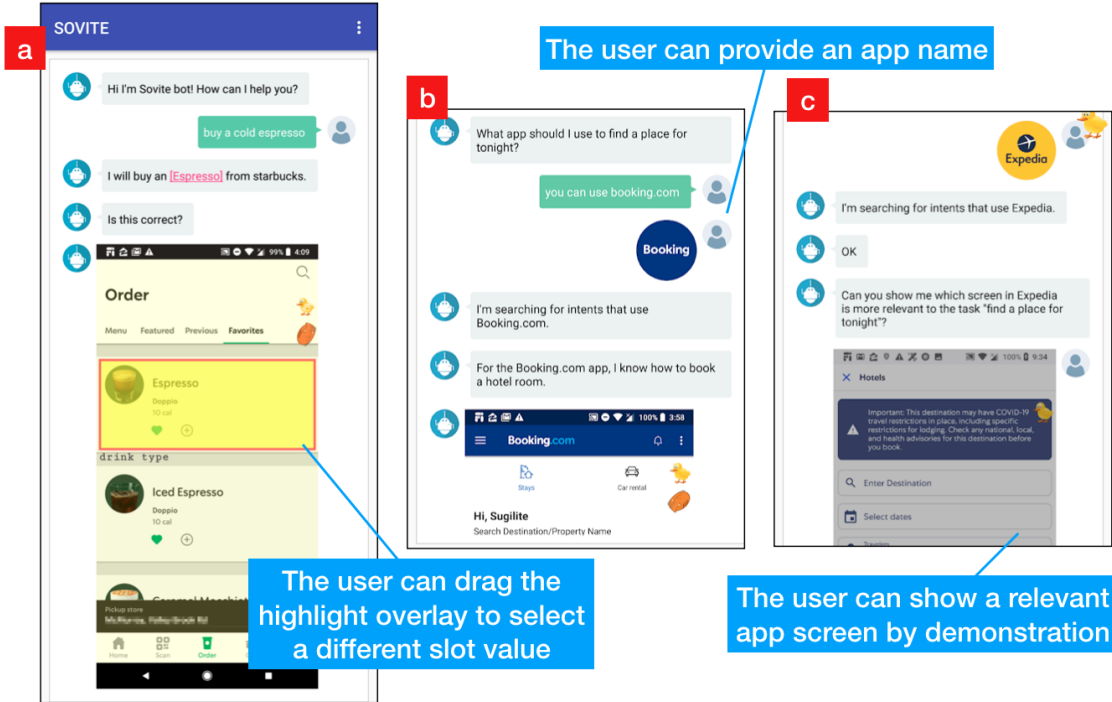 a
SOVITE
Hi I'm Sovite bot! How can I help you?
buy a cold espresso
I will buy an [Espresso] from starbucks.
Is this correct?
99% 4:09
Order
Menu Featured Previous Favorites
Espresso
Doppio
10 cal
drink type
Iced Espresso
Doppio
10 cal
Pickup store
Home Scan Order
The user can drag the
highlight overlay to select
a different slot value
The user can provide an app name
b
What app should I use to find a place for
tonight?
you can use booking.com
Booking
I'm searching for intents that use
Booking.com.
For the Booking.com app, I know how to book
a hotel room.
100% 3:58
Booking.com
Stays Car rental
Hi, Sugilite
Search Destination/Property Name
c
Expedia
I'm searching for intents that use Expedia.
OK
Can you show me which screen in Expedia
is more relevant to the task "find a place for
tonight"?
100% 9:34
Hotels
Important: This destination may have COVID-19
travel restrictions in place, including specific
restrictions for lodging. Check any national, local,
and health advisories for this destination before
you book.
Enter Destination
Select dates
The user can show a relevant
app screen by demonstration